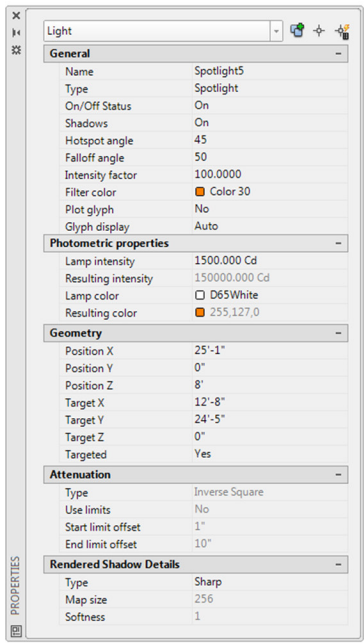 Light
General
Name Spotlight5
Type Spotlight
On/Off Status On
Shadows On
Hotspot angle 45
Falloff angle 50
Intensity factor 100.0000
Filter color Color 30
Plot glyph No
Glyph display Auto
Photometric properties
Lamp intensity 1500.000 Cd
Resulting intensity 150000.000 Cd
Lamp color D65White
Resulting color 255,127,0
Geometry
Position X 25'-1"
Position Y 0"
Position Z 8'
Target X 12'-8"
Target Y 24'-5"
Target Z 0"
Targeted Yes
Attenuation
Type Inverse Square
Use limits No
Start limit offset 1"
End limit offset 10"
Rendered Shadow Details
Type Sharp
Map size 256
Softness 1
PROPERTIES